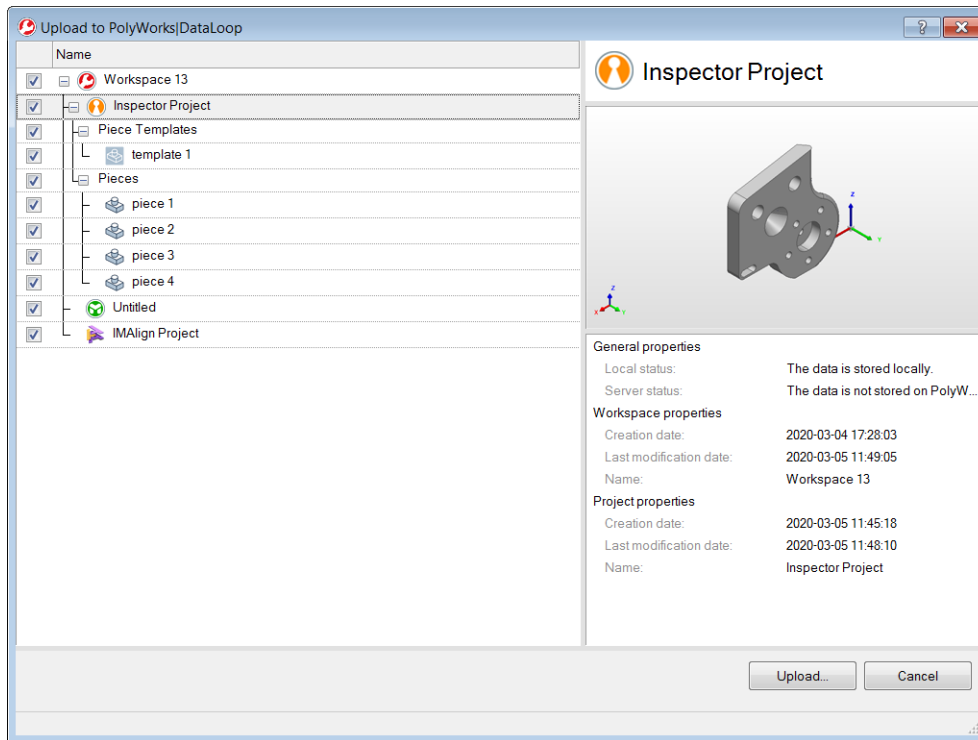 Upload to PolyWorks|DataLoop
?
Name
Workspace 13
Inspector Project
Piece Templates
template 1
Pieces
piece 1
piece 2
piece 3
piece 4
Untitled
IMAlign Project
Inspector Project
Z
Y
Z
X
Y
General properties
Local status: The data is stored locally.
Server status: The data is not stored on PolyW...
Workspace properties
Creation date: 2020-03-04 17:28:03
Last modification date: 2020-03-05 11:49:05
Name: Workspace 13
Project properties
Creation date: 2020-03-05 11:45:18
Last modification date: 2020-03-05 11:48:10
Name: Inspector Project
Upload... Cancel